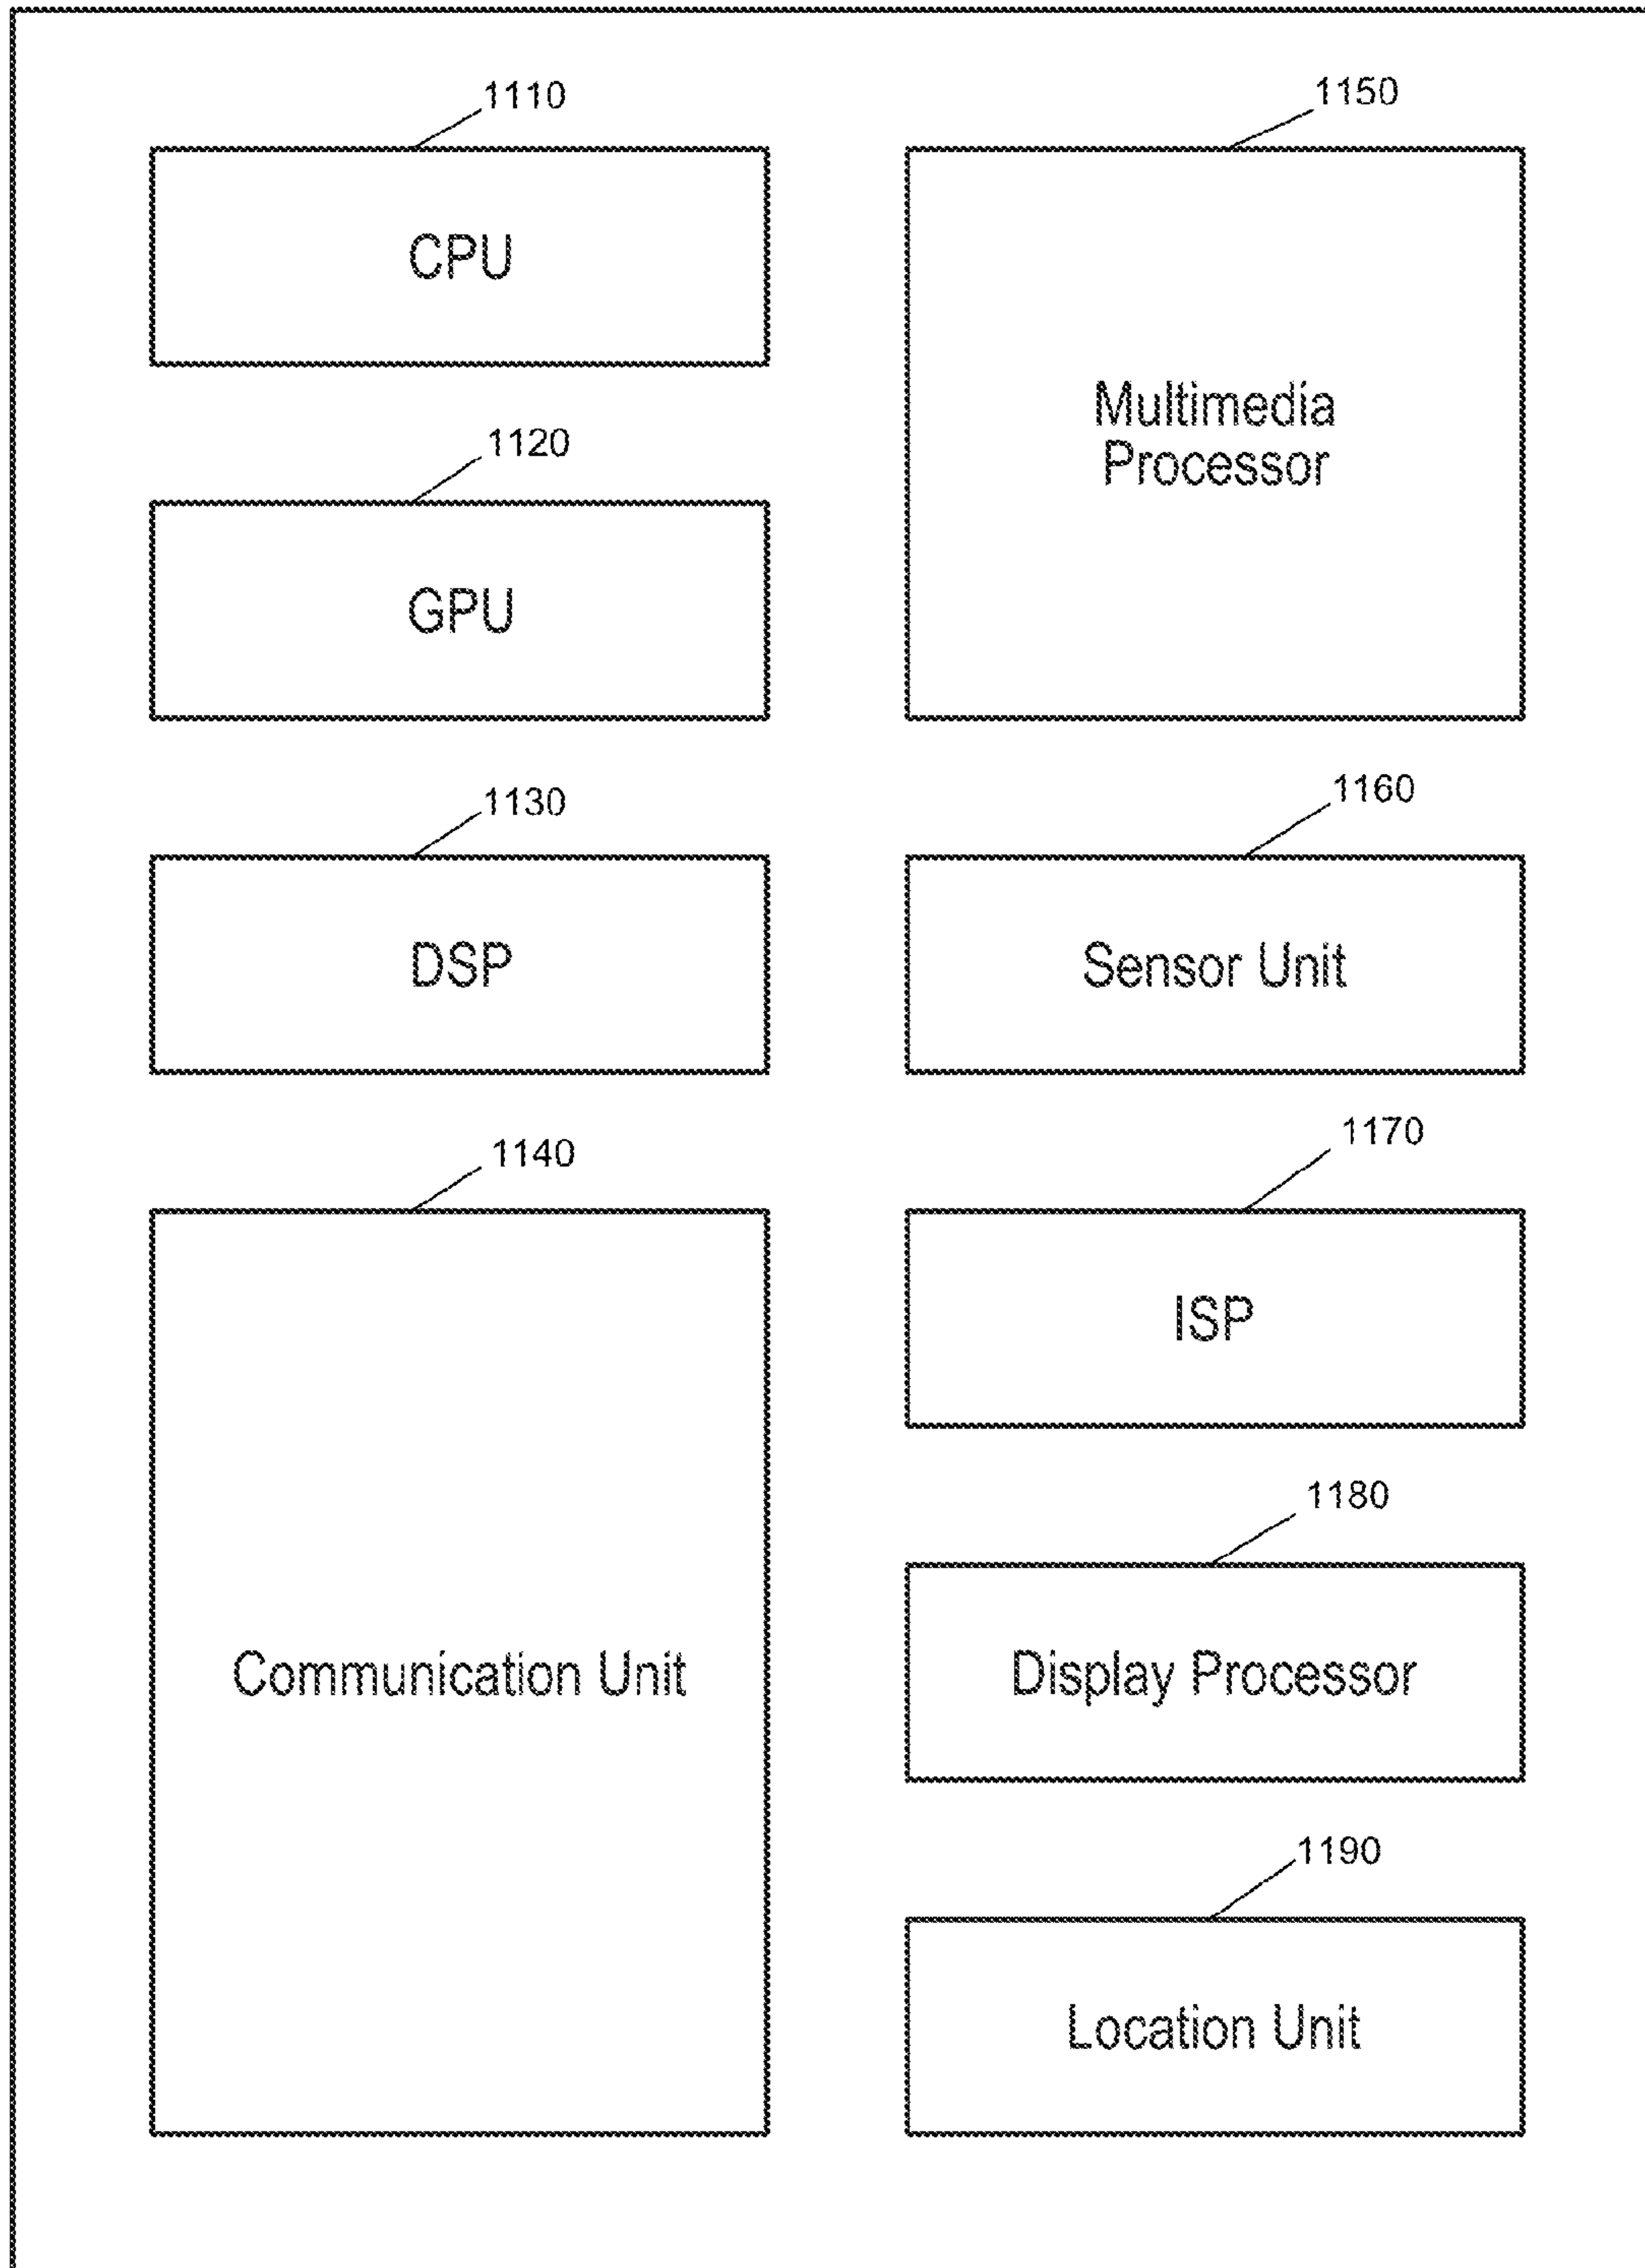 1110
CPU
1120
GPU
1130
DSP
1140
Communication Unit
1150
Multimedia
Processor
1160
Sensor Unit
1170
ISP
1180
Display Processor
1190
Location Unit